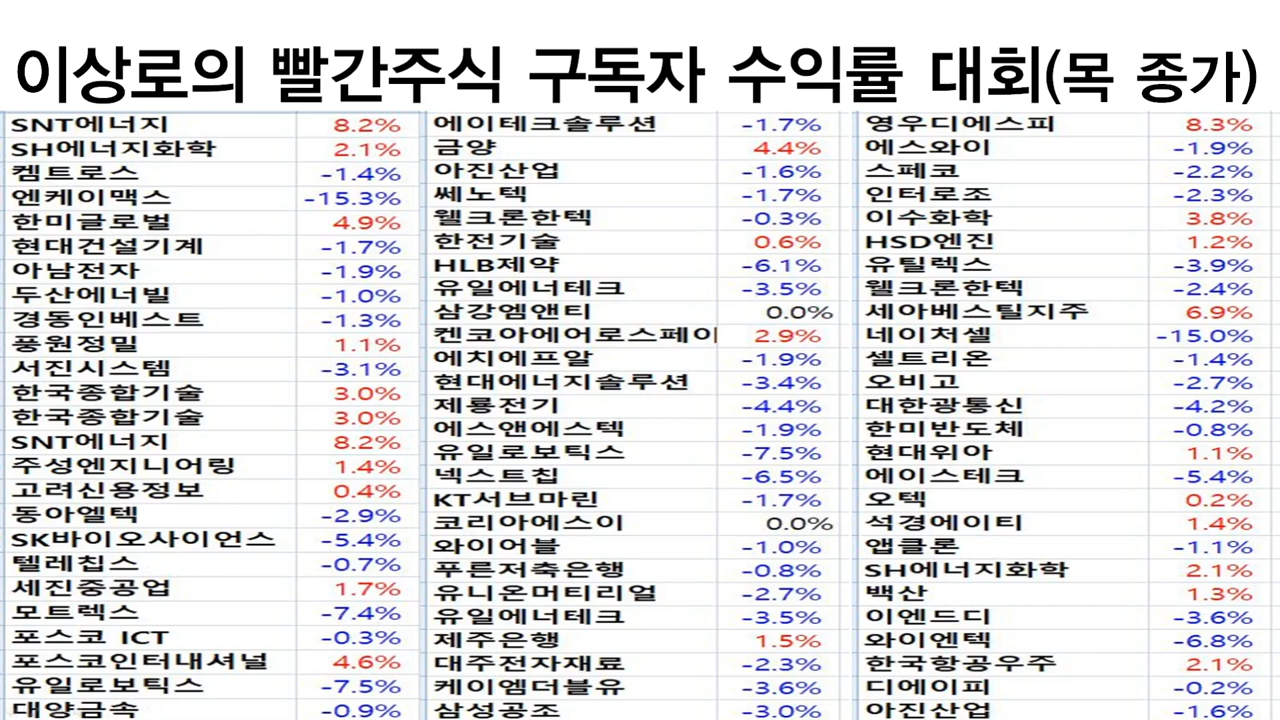 이상로의 빨간주식 구독자 수익률 대회(목 종가)
SNT에너지 8.2%
SH에너지화학 2.1%
켐트로스 -1.4%
엔케이맥스 -15.3%
한미글로벌 4.9%
현대건설기계 -1.7%
아남전자 -1.9%
두산에너빌 -1.0%
경동인베스트 -1.3%
풍원정밀 1.1%
서진시스템 -3.1%
한국종합기술 3.0%
한국종합기술 3.0%
SNT에너지 8.2%
주성엔지니어링 1.4%
고려신용정보 0.4%
동아엘텍 -2.9%
SK바이오사이언스 -5.4%
텔레칩스 -0.7%
세진중공업 1.7%
모트렉스 -7.4%
포스코 ICT -0.3%
포스코인터내셔널 4.6%
유일로보틱스 -7.5%
대양금속 -0.9%
에이테크솔루션 -1.7%
금양 4.4%
아진산업 -1.6%
쎄노텍 -1.7%
웰크론한텍 -0.3%
한전기술 0.6%
HLB제약 -6.1%
유일에너테크 -3.5%
삼강엠앤티 0.0%
켄코아에어로스페이 2.9%
에치에프알 -1.9%
현대에너지솔루션 -3.4%
제룡전기 -4.4%
에스앤에스텍 -1.9%
유일로보틱스 -7.5%
넥스트칩 -6.5%
KT서브마린 -1.7%
코리아에스이 0.0%
와이어블 -1.0%
푸른저축은행 -0.8%
유니온머티리얼 -2.7%
유일에너테크 -3.5%
제주은행 1.5%
대주전자재료 -2.3%
케이엠더블유 -3.6%
삼성공조 -3.0%
영우디에스피 8.3%
에스와이 -1.9%
스페코 -2.2%
인터로조 -2.3%
이수화학 3.8%
HSD엔진 1.2%
유틸렉스 -3.9%
웰크론한텍 -2.4%
세아베스틸지주 6.9%
네이처셀 -15.0%
셀트리온 -1.4%
오비고 -2.7%
대한광통신 -4.2%
한미반도체 -0.8%
현대위아 1.1%
에이스테크 -5.4%
오텍 0.2%
석경에이티 1.4%
앱클론 -1.1%
SH에너지화학 2.1%
백산 1.3%
이엔드디 -3.6%
와이엔텍 -6.8%
한국항공우주 2.1%
디에이피 -0.2%
아진산업 -1.6%